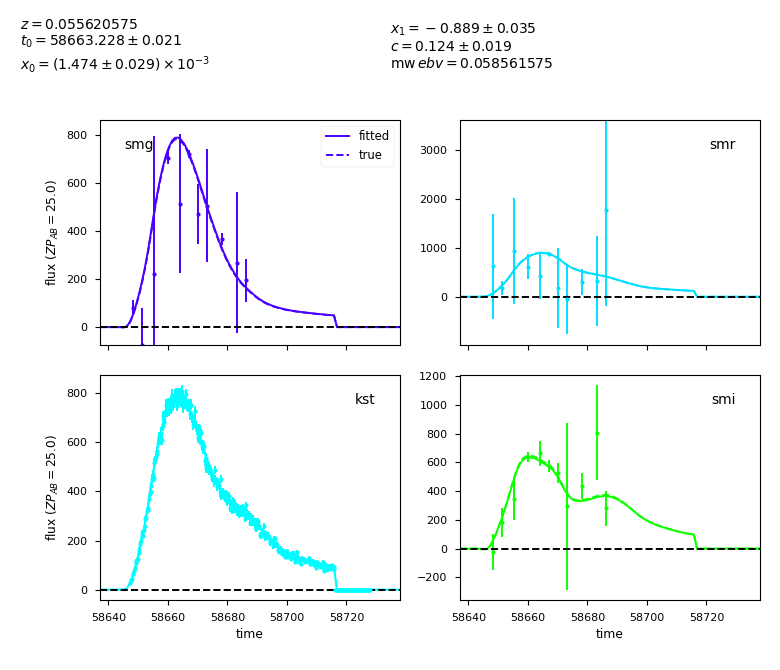 z = 0.055620575
t₀ = 58663.228 ± 0.021
x₀ = (1.474 ± 0.029) × 10⁻³
x₁ = −0.889 ± 0.035
c = 0.124 ± 0.019
mw ebv = 0.058561575
smg
fitted
true
800
600
400
200
0
flux (ZP_AB = 25.0)
smr
3000
2000
1000
0
kst
800
600
400
200
0
flux (ZP_AB = 25.0)
58640 58660 58680 58700 58720
time
smi
1200
1000
800
600
400
200
0
−200
58640 58660 58680 58700 58720
time